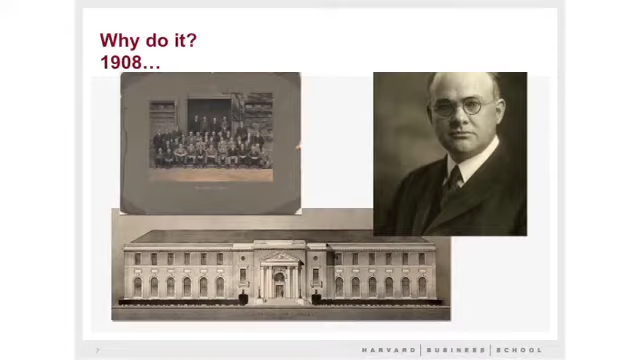 Why do it?
1908…
HARVARD | BUSINESS | SCHOOL